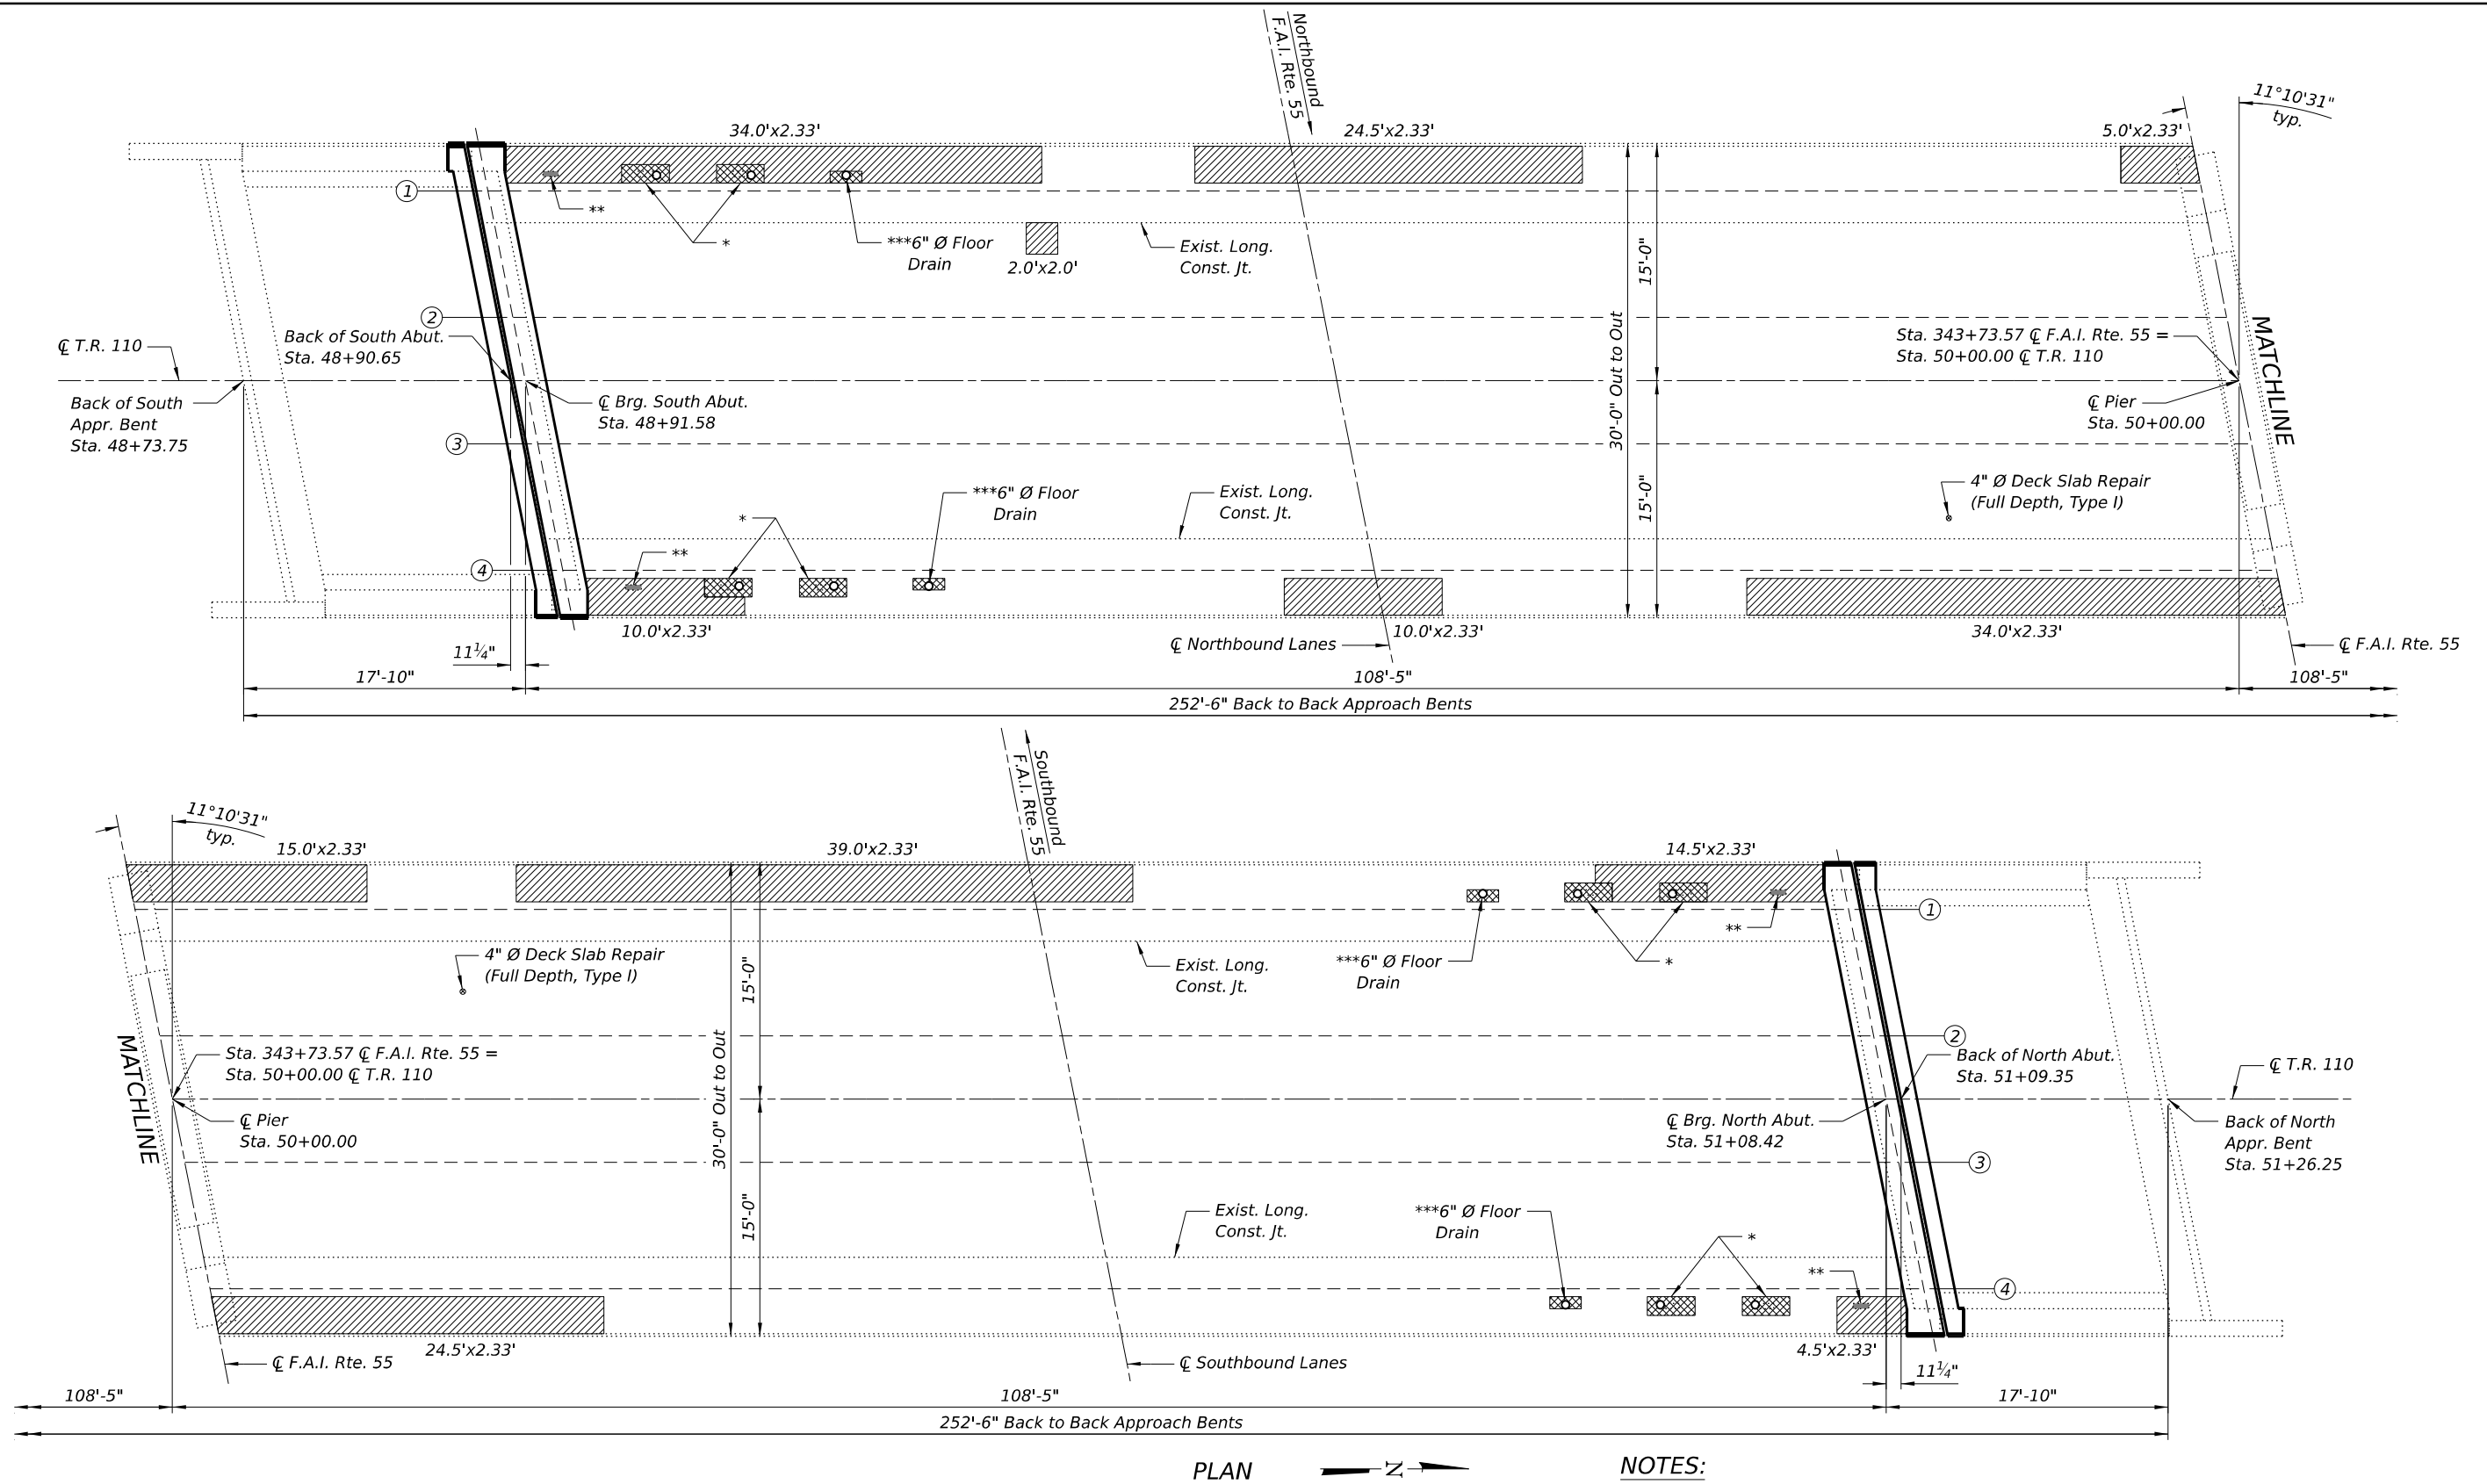 Northbound
F.A.I. Rte. 55
11°10'31"
typ.
34.0'x2.33'
24.5'x2.33'
5.0'x2.33'
1
**
*
***6" Ø Floor
Drain
2.0'x2.0'
Exist. Long.
Const. Jt.
15'-0"
30'-0" Out to Out
2
Back of South Abut.
Sta. 48+90.65
℄ T.R. 110
Sta. 343+73.57 ℄ F.A.I. Rte. 55 =
Sta. 50+00.00 ℄ T.R. 110
MATCHLINE
Back of South
Appr. Bent
Sta. 48+73.75
℄ Brg. South Abut.
Sta. 48+91.58
℄ Pier
Sta. 50+00.00
3
***6" Ø Floor
Drain
Exist. Long.
Const. Jt.
15'-0"
4" Ø Deck Slab Repair
(Full Depth, Type I)
*
**
4
10.0'x2.33'
10.0'x2.33'
34.0'x2.33'
℄ Northbound Lanes
℄ F.A.I. Rte. 55
11¼"
17'-10"
108'-5"
108'-5"
252'-6" Back to Back Approach Bents
Southbound
F.A.I. Rte. 55
11°10'31"
typ.
15.0'x2.33'
39.0'x2.33'
14.5'x2.33'
1
**
4" Ø Deck Slab Repair
(Full Depth, Type I)
15'-0"
Exist. Long.
Const. Jt.
***6" Ø Floor
Drain
*
2
MATCHLINE
Sta. 343+73.57 ℄ F.A.I. Rte. 55 =
Sta. 50+00.00 ℄ T.R. 110
30'-0" Out to Out
Back of North Abut.
Sta. 51+09.35
℄ T.R. 110
℄ Pier
Sta. 50+00.00
℄ Brg. North Abut.
Sta. 51+08.42
Back of North
Appr. Bent
Sta. 51+26.25
3
15'-0"
Exist. Long.
Const. Jt.
***6" Ø Floor
Drain
*
**
4
24.5'x2.33'
4.5'x2.33'
℄ F.A.I. Rte. 55
℄ Southbound Lanes
11¼"
108'-5"
108'-5"
17'-10"
252'-6" Back to Back Approach Bents
PLAN
N
NOTES: